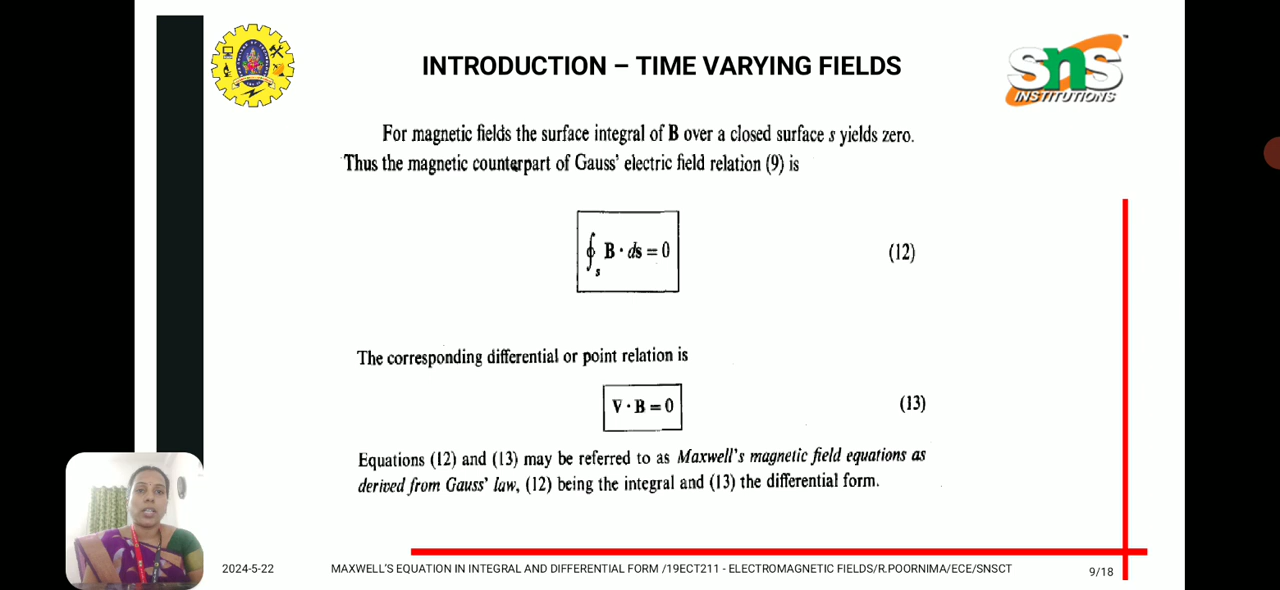 INTRODUCTION – TIME VARYING FIELDS
SNS
INSTITUTIONS
For magnetic fields the surface integral of B over a closed surface s yields zero.
Thus the magnetic counterpart of Gauss' electric field relation (9) is
∮s B · ds = 0 (12)
The corresponding differential or point relation is
∇ · B = 0 (13)
Equations (12) and (13) may be referred to as Maxwell's magnetic field equations as
derived from Gauss' law, (12) being the integral and (13) the differential form.
2024-5-22 MAXWELL'S EQUATION IN INTEGRAL AND DIFFERENTIAL FORM /19ECT211 - ELECTROMAGNETIC FIELDS/R.POORNIMA/ECE/SNSCT 9/18